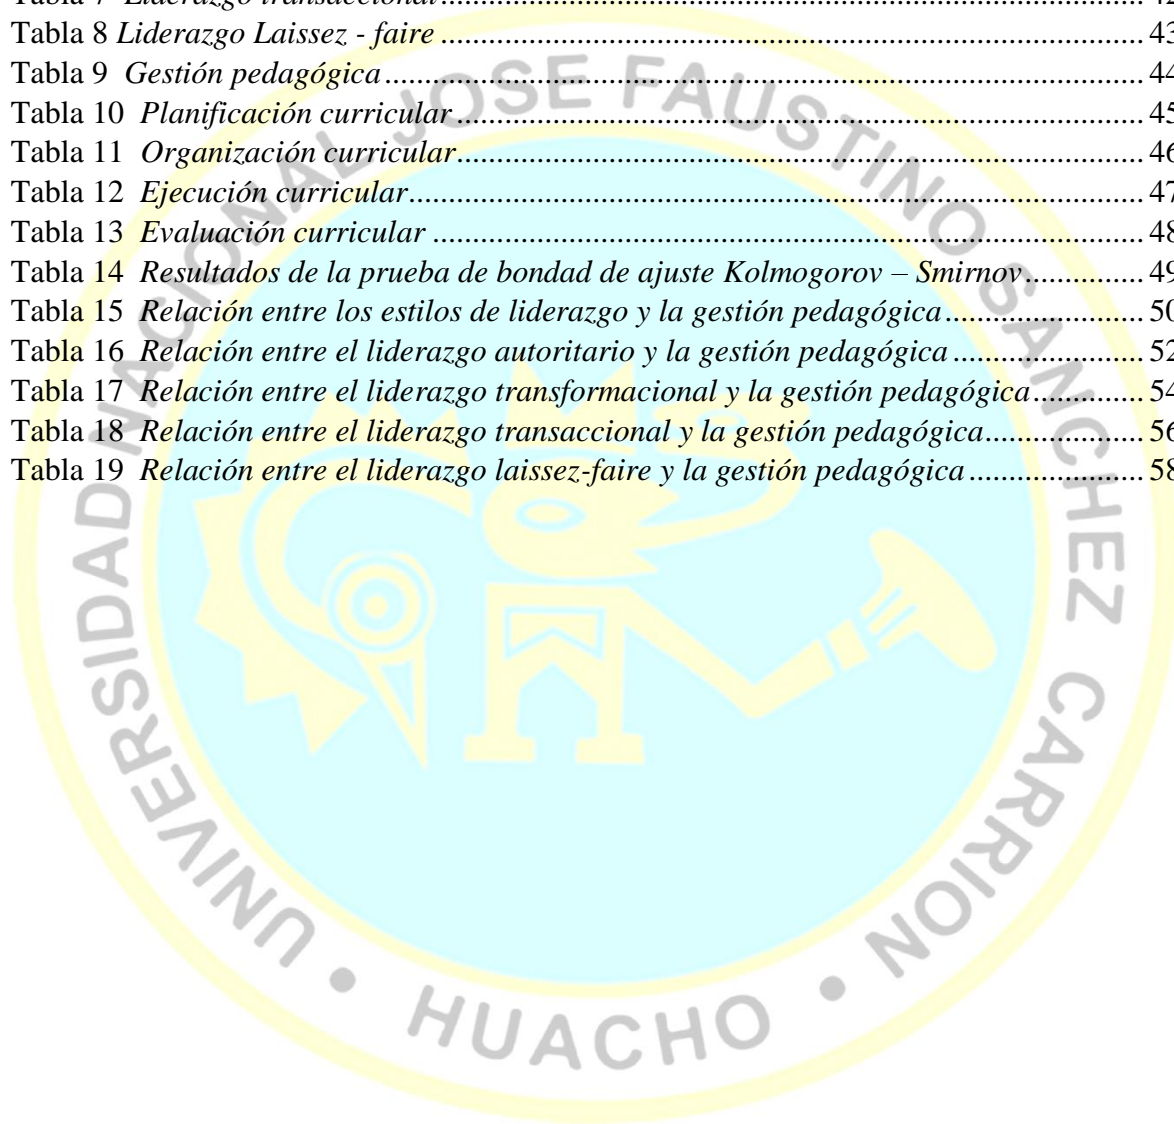 Tabla 7 Liderazgo transaccional ........ 42
Tabla 8 Liderazgo Laissez - faire ........ 43
Tabla 9 Gestión pedagógica ........ 44
Tabla 10 Planificación curricular ........ 45
Tabla 11 Organización curricular ........ 46
Tabla 12 Ejecución curricular ........ 47
Tabla 13 Evaluación curricular ........ 48
Tabla 14 Resultados de la prueba de bondad de ajuste Kolmogorov – Smirnov ........ 49
Tabla 15 Relación entre los estilos de liderazgo y la gestión pedagógica ........ 50
Tabla 16 Relación entre el liderazgo autoritario y la gestión pedagógica ........ 52
Tabla 17 Relación entre el liderazgo transformacional y la gestión pedagógica ........ 54
Tabla 18 Relación entre el liderazgo transaccional y la gestión pedagógica ........ 56
Tabla 19 Relación entre el liderazgo laissez-faire y la gestión pedagógica ........ 58
UNIVERSIDAD NACIONAL JOSE FAUSTINO SANCHEZ CARRION
• HUACHO •